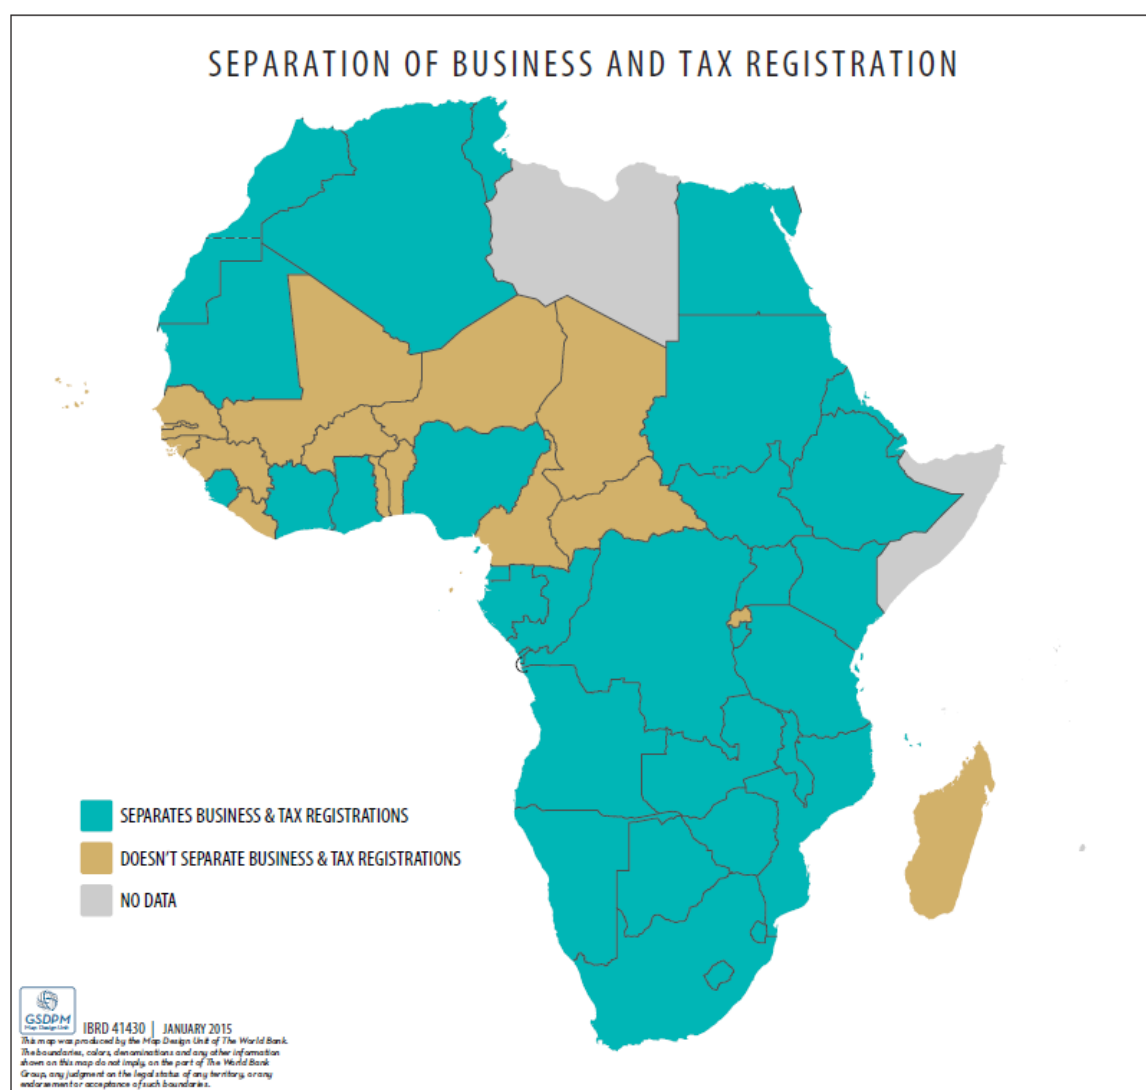 SEPARATION OF BUSINESS AND TAX REGISTRATION
SEPARATES BUSINESS & TAX REGISTRATIONS
DOESN'T SEPARATE BUSINESS & TAX REGISTRATIONS
NO DATA
GSDPM
Map Design Unit
IBRD 41430 | JANUARY 2015
This map was produced by the Map Design Unit of The World Bank.
The boundaries, colors, denominations and any other information
shown on this map do not imply, on the part of The World Bank
Group, any judgment on the legal status of any territory, or any
endorsement or acceptance of such boundaries.